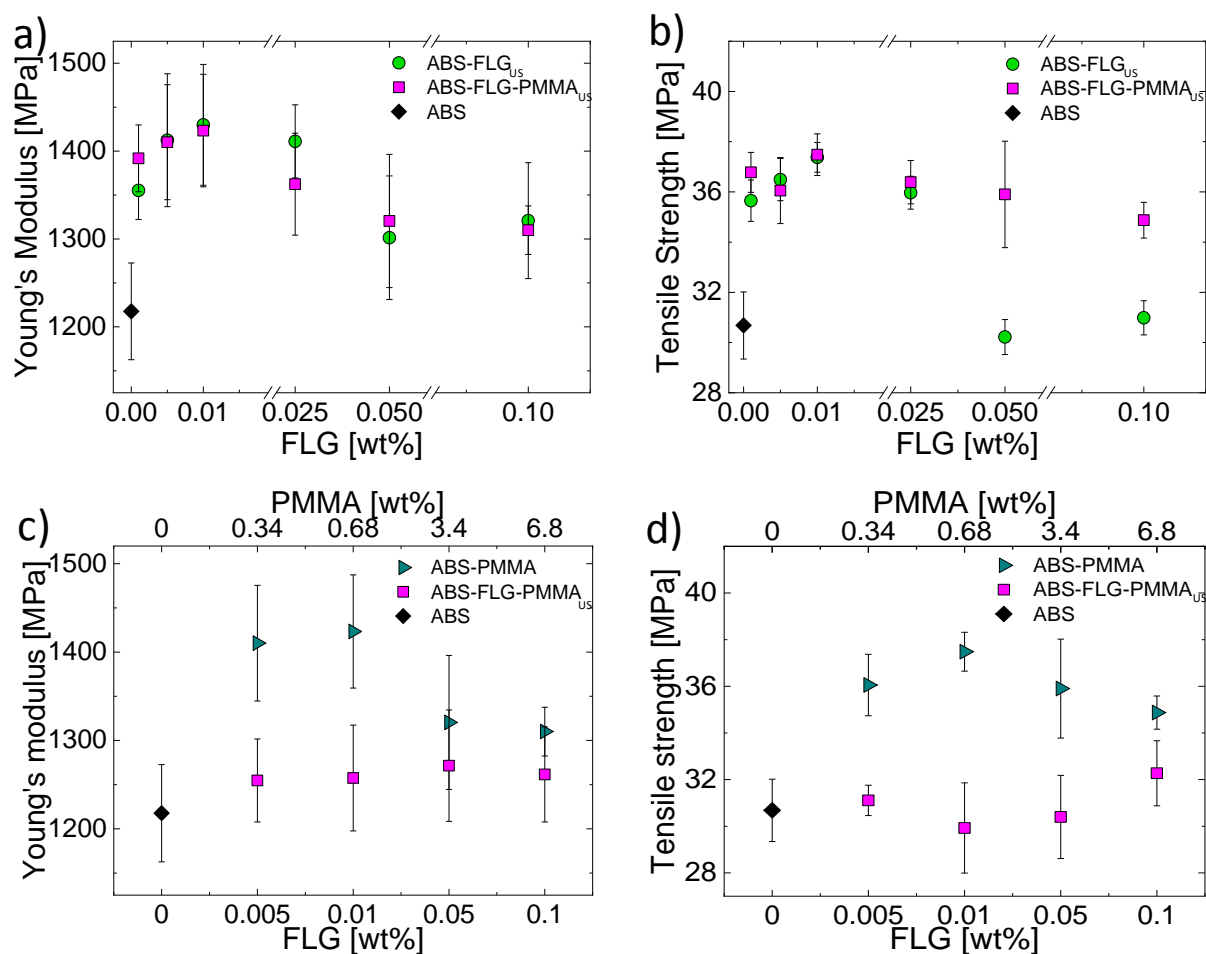 a)
Young's Modulus [MPa]
1500
1400
1300
1200
ABS-FLG_US
ABS-FLG-PMMA_US
ABS
0.00 0.01 0.025 0.050 0.10
FLG [wt%]
b)
Tensile Strength [MPa]
40
36
32
28
ABS-FLG_US
ABS-FLG-PMMA_US
ABS
0.00 0.01 0.025 0.050 0.10
FLG [wt%]
c)
PMMA [wt%]
0 0.34 0.68 3.4 6.8
Young's modulus [MPa]
1500
1400
1300
1200
ABS-PMMA
ABS-FLG-PMMA_US
ABS
0 0.005 0.01 0.05 0.1
FLG [wt%]
d)
PMMA [wt%]
0 0.34 0.68 3.4 6.8
Tensile strength [MPa]
40
36
32
28
ABS-PMMA
ABS-FLG-PMMA_US
ABS
0 0.005 0.01 0.05 0.1
FLG [wt%]